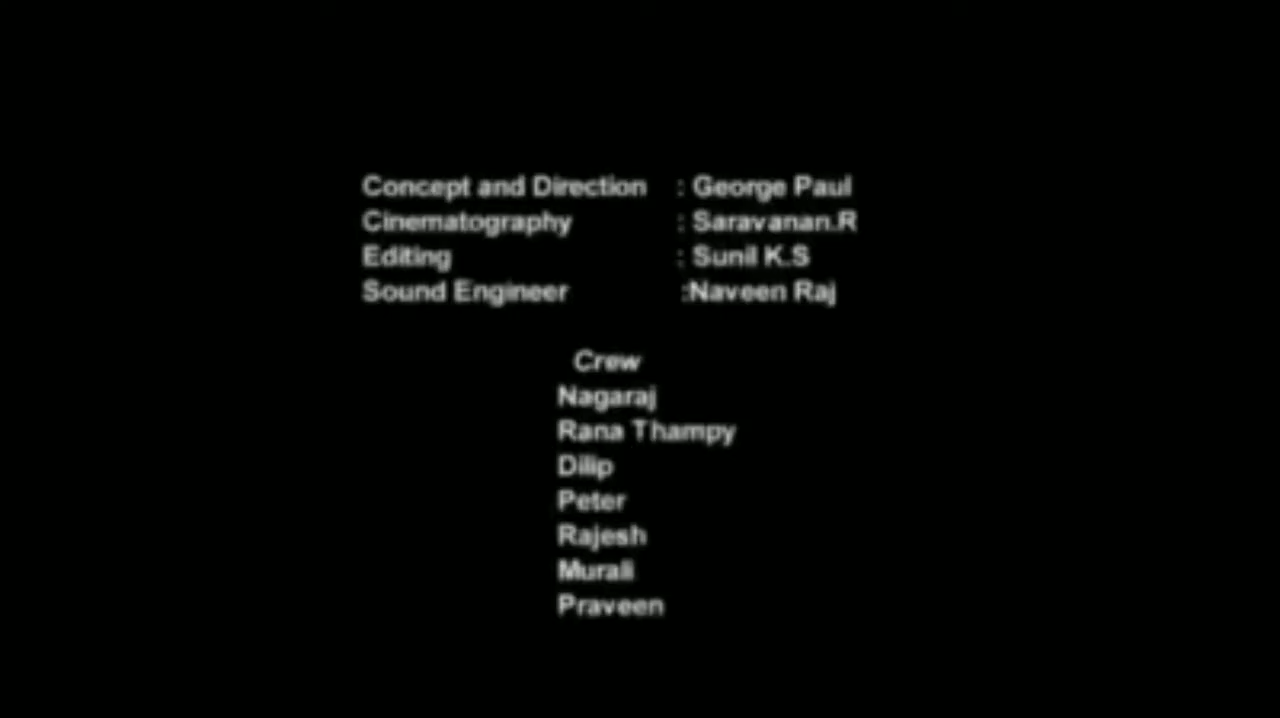 Concept and Direction : George Paul
Cinematography : Saravanan.R
Editing : Sunil K.S
Sound Engineer :Naveen Raj
Crew
Nagaraj
Rana Thampy
Dilip
Peter
Rajesh
Murali
Praveen